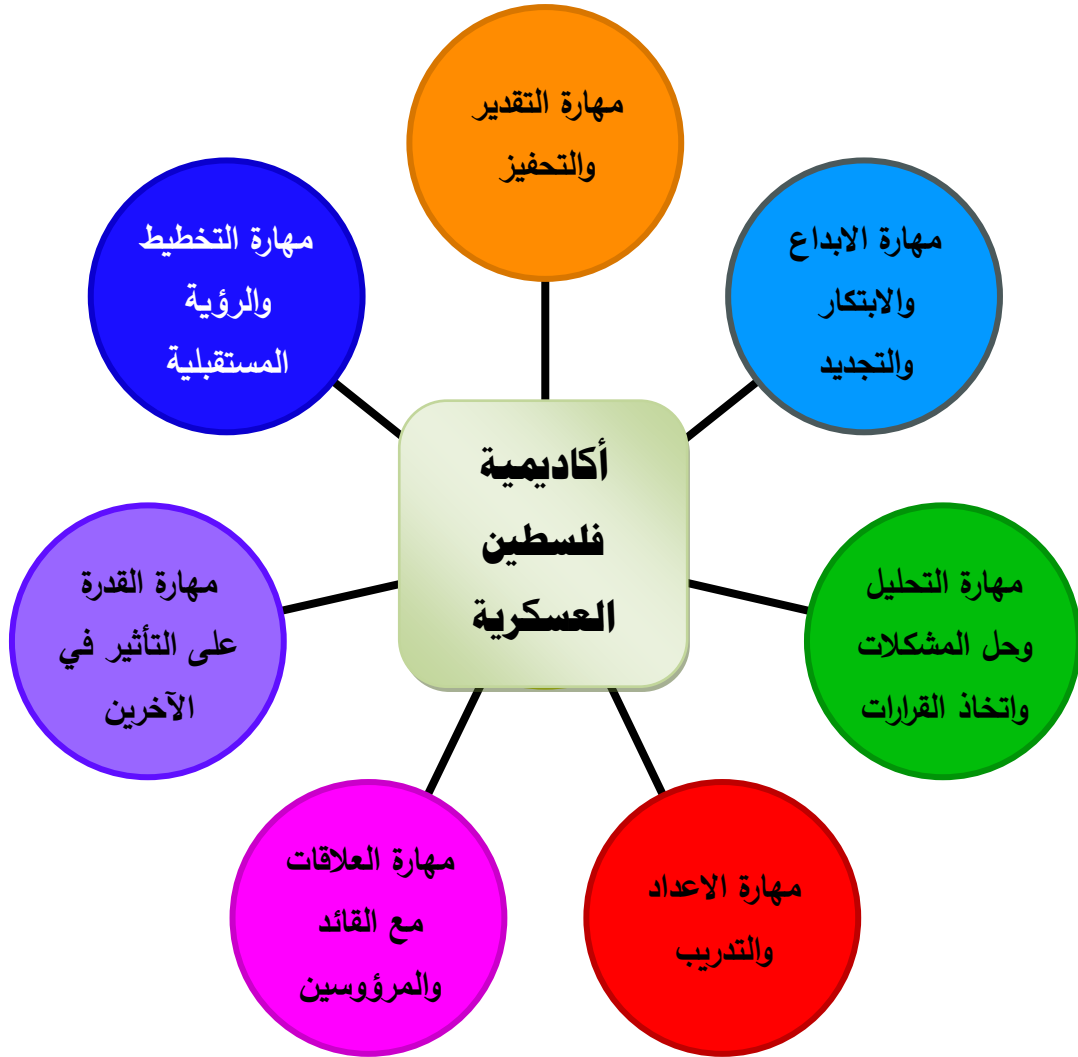 مهارة التقدير
والتحفيز
مهارة الابداع
والابتكار
والتجديد
مهارة التحليل
وحل المشكلات
واتخاذ القرارات
مهارة الاعداد
والتدريب
مهارة العلاقات
مع القائد
والمرؤوسين
مهارة القدرة
على التأثير في
الآخرين
مهارة التخطيط
والرؤية
المستقبلية
أكاديمية
فلسطين
العسكرية